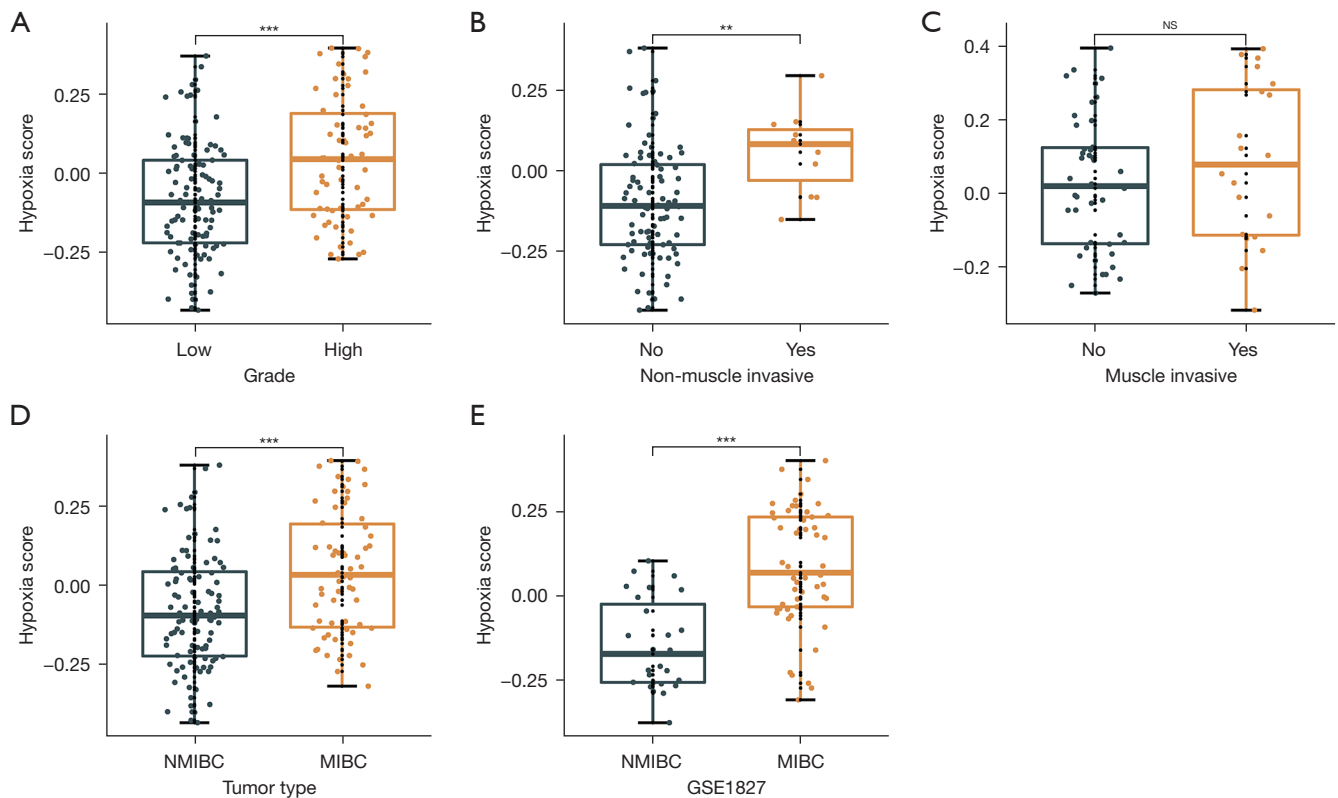 A
***
Hypoxia score
0.25
0.00
−0.25
Low High
Grade
B
**
Hypoxia score
0.25
0.00
−0.25
No Yes
Non-muscle invasive
C
NS
Hypoxia score
0.4
0.2
0.0
−0.2
No Yes
Muscle invasive
D
***
Hypoxia score
0.25
0.00
−0.25
NMIBC MIBC
Tumor type
E
***
Hypoxia score
0.25
0.00
−0.25
NMIBC MIBC
GSE1827